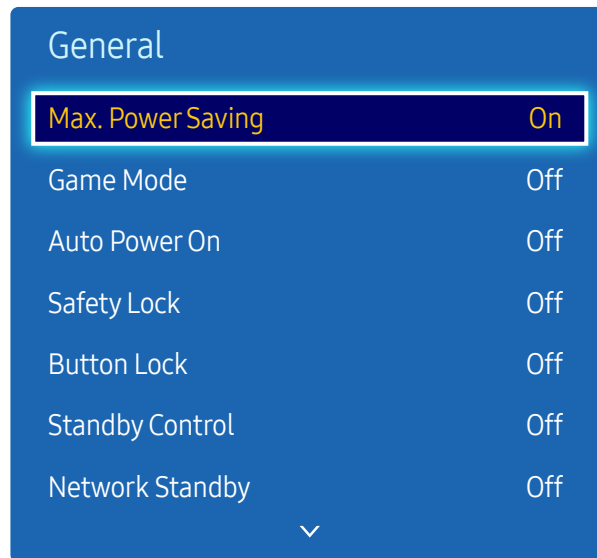 General
Max. Power Saving On
Game Mode Off
Auto Power On Off
Safety Lock Off
Button Lock Off
Standby Control Off
Network Standby Off